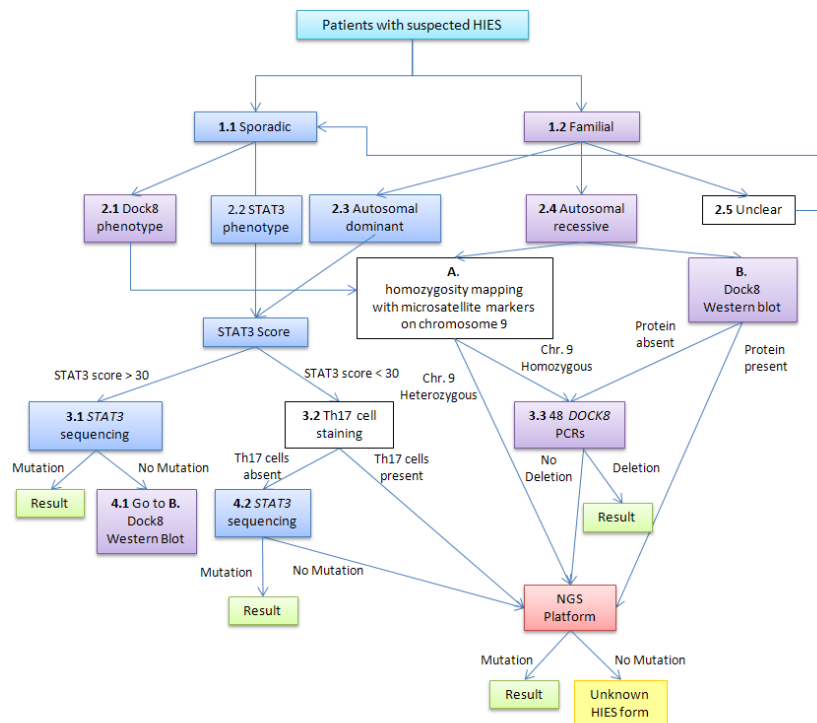 Patients with suspected HIES
1.1 Sporadic
1.2 Familial
2.1 Dock8
phenotype
2.2 STAT3
phenotype
2.3 Autosomal
dominant
2.4 Autosomal
recessive
2.5 Unclear
A.
homozygosity mapping
with microsatellite markers
on chromosome 9
B.
Dock8
Western blot
STAT3 Score
STAT3 score > 30
STAT3 score < 30
Chr. 9
Heterozygous
Chr. 9
Homozygous
Protein
absent
Protein
present
3.1 STAT3
sequencing
3.2 Th17 cell
staining
3.3 48 DOCK8
PCRs
Mutation
No Mutation
Th17 cells
absent
Th17 cells
present
No
Deletion
Deletion
Result
4.1 Go to B.
Dock8
Western Blot
4.2 STAT3
sequencing
Result
Mutation
No Mutation
Result
NGS
Platform
Mutation
No Mutation
Result
Unknown
HIES form